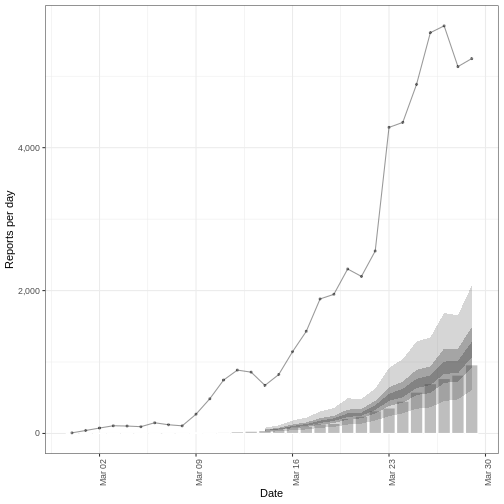 Reports per day
4,000
2,000
0
Mar 02
Mar 09
Mar 16
Mar 23
Mar 30
Date